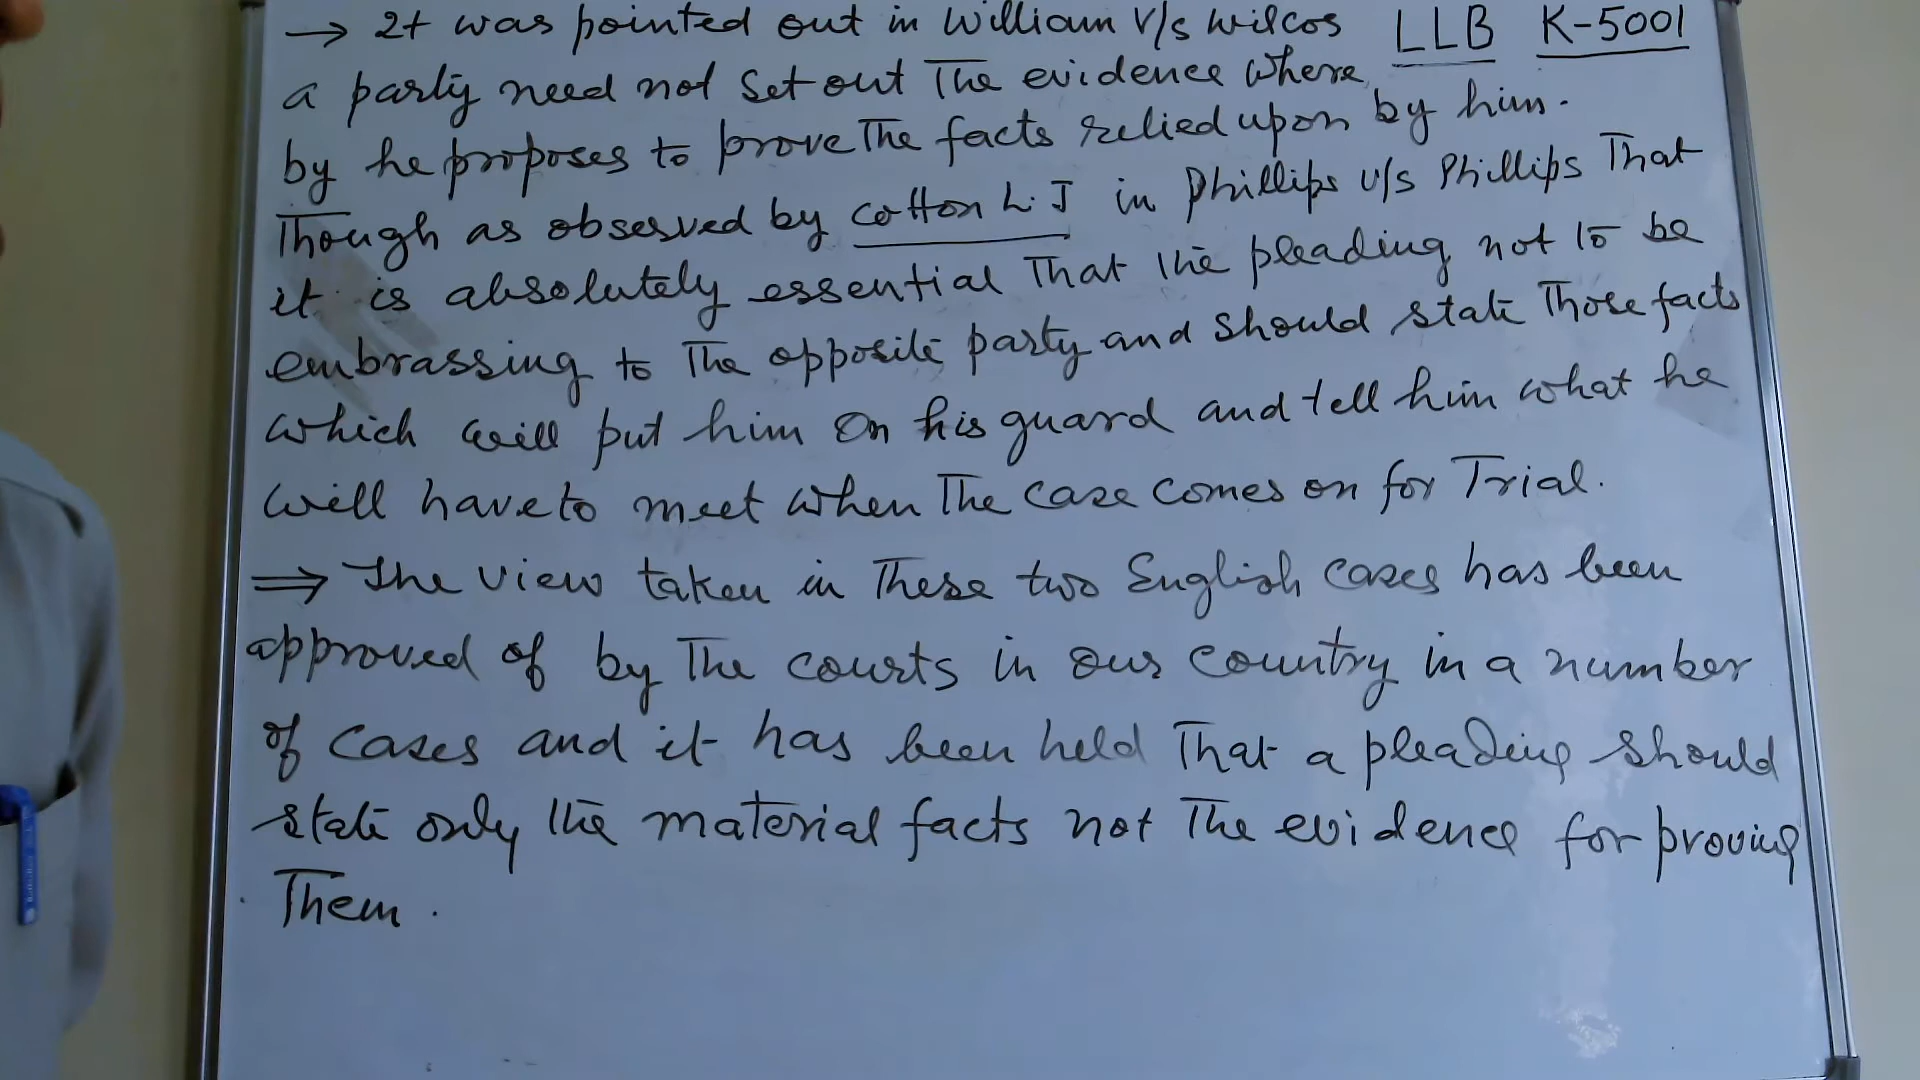 → It was pointed out in William v/s wilcos LLB K-5001
a party need not set out The evidence where
by he proposes to prove The facts relied upon by him.
Though as observed by cotton L.J in Phillips v/s Phillips That
it is absolutely essential That the pleading not to be
embrassing to The opposite party and should state Those facts
which will put him on his guard and tell him what he
will have to meet when The case comes on for Trial.
⇒ The view taken in These two English cases has been
approved of by The courts in our country in a number
of cases and it has been held That a pleading should
state only the material facts not The evidence for proving
Them.